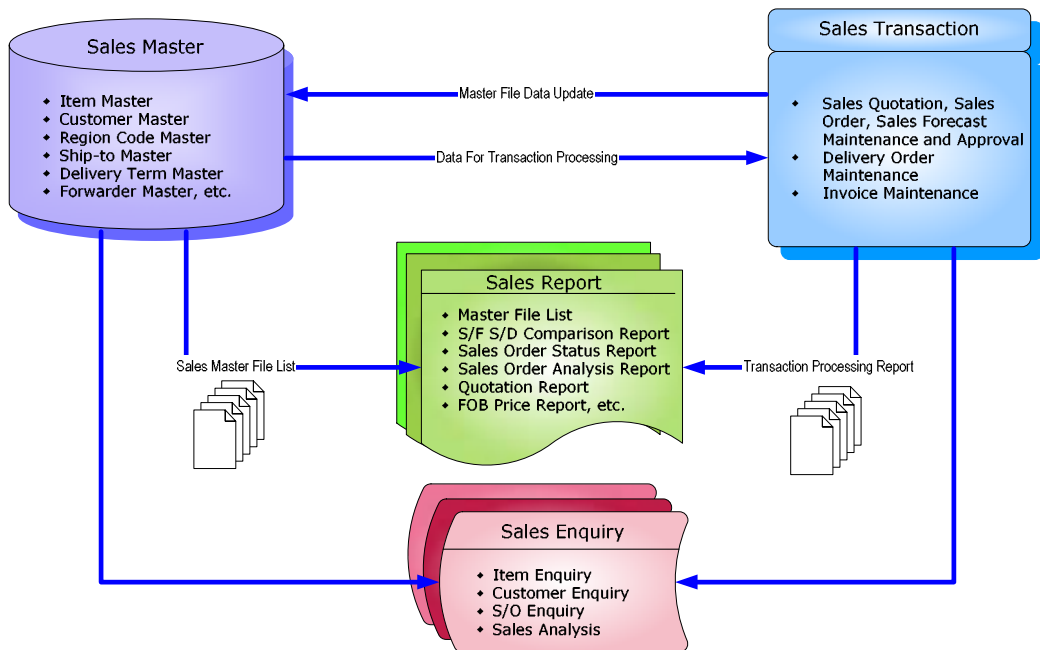 Sales Master
Item Master
Customer Master
Region Code Master
Ship-to Master
Delivery Term Master
Forwarder Master, etc.
Master File Data Update
Data For Transaction Processing
Sales Transaction
Sales Quotation, Sales
Order, Sales Forecast
Maintenance and Approval
Delivery Order
Maintenance
Invoice Maintenance
Sales Report
Master File List
S/F S/D Comparison Report
Sales Order Status Report
Sales Order Analysis Report
Quotation Report
FOB Price Report, etc.
Sales Master File List
Transaction Processing Report
Sales Enquiry
Item Enquiry
Customer Enquiry
S/O Enquiry
Sales Analysis